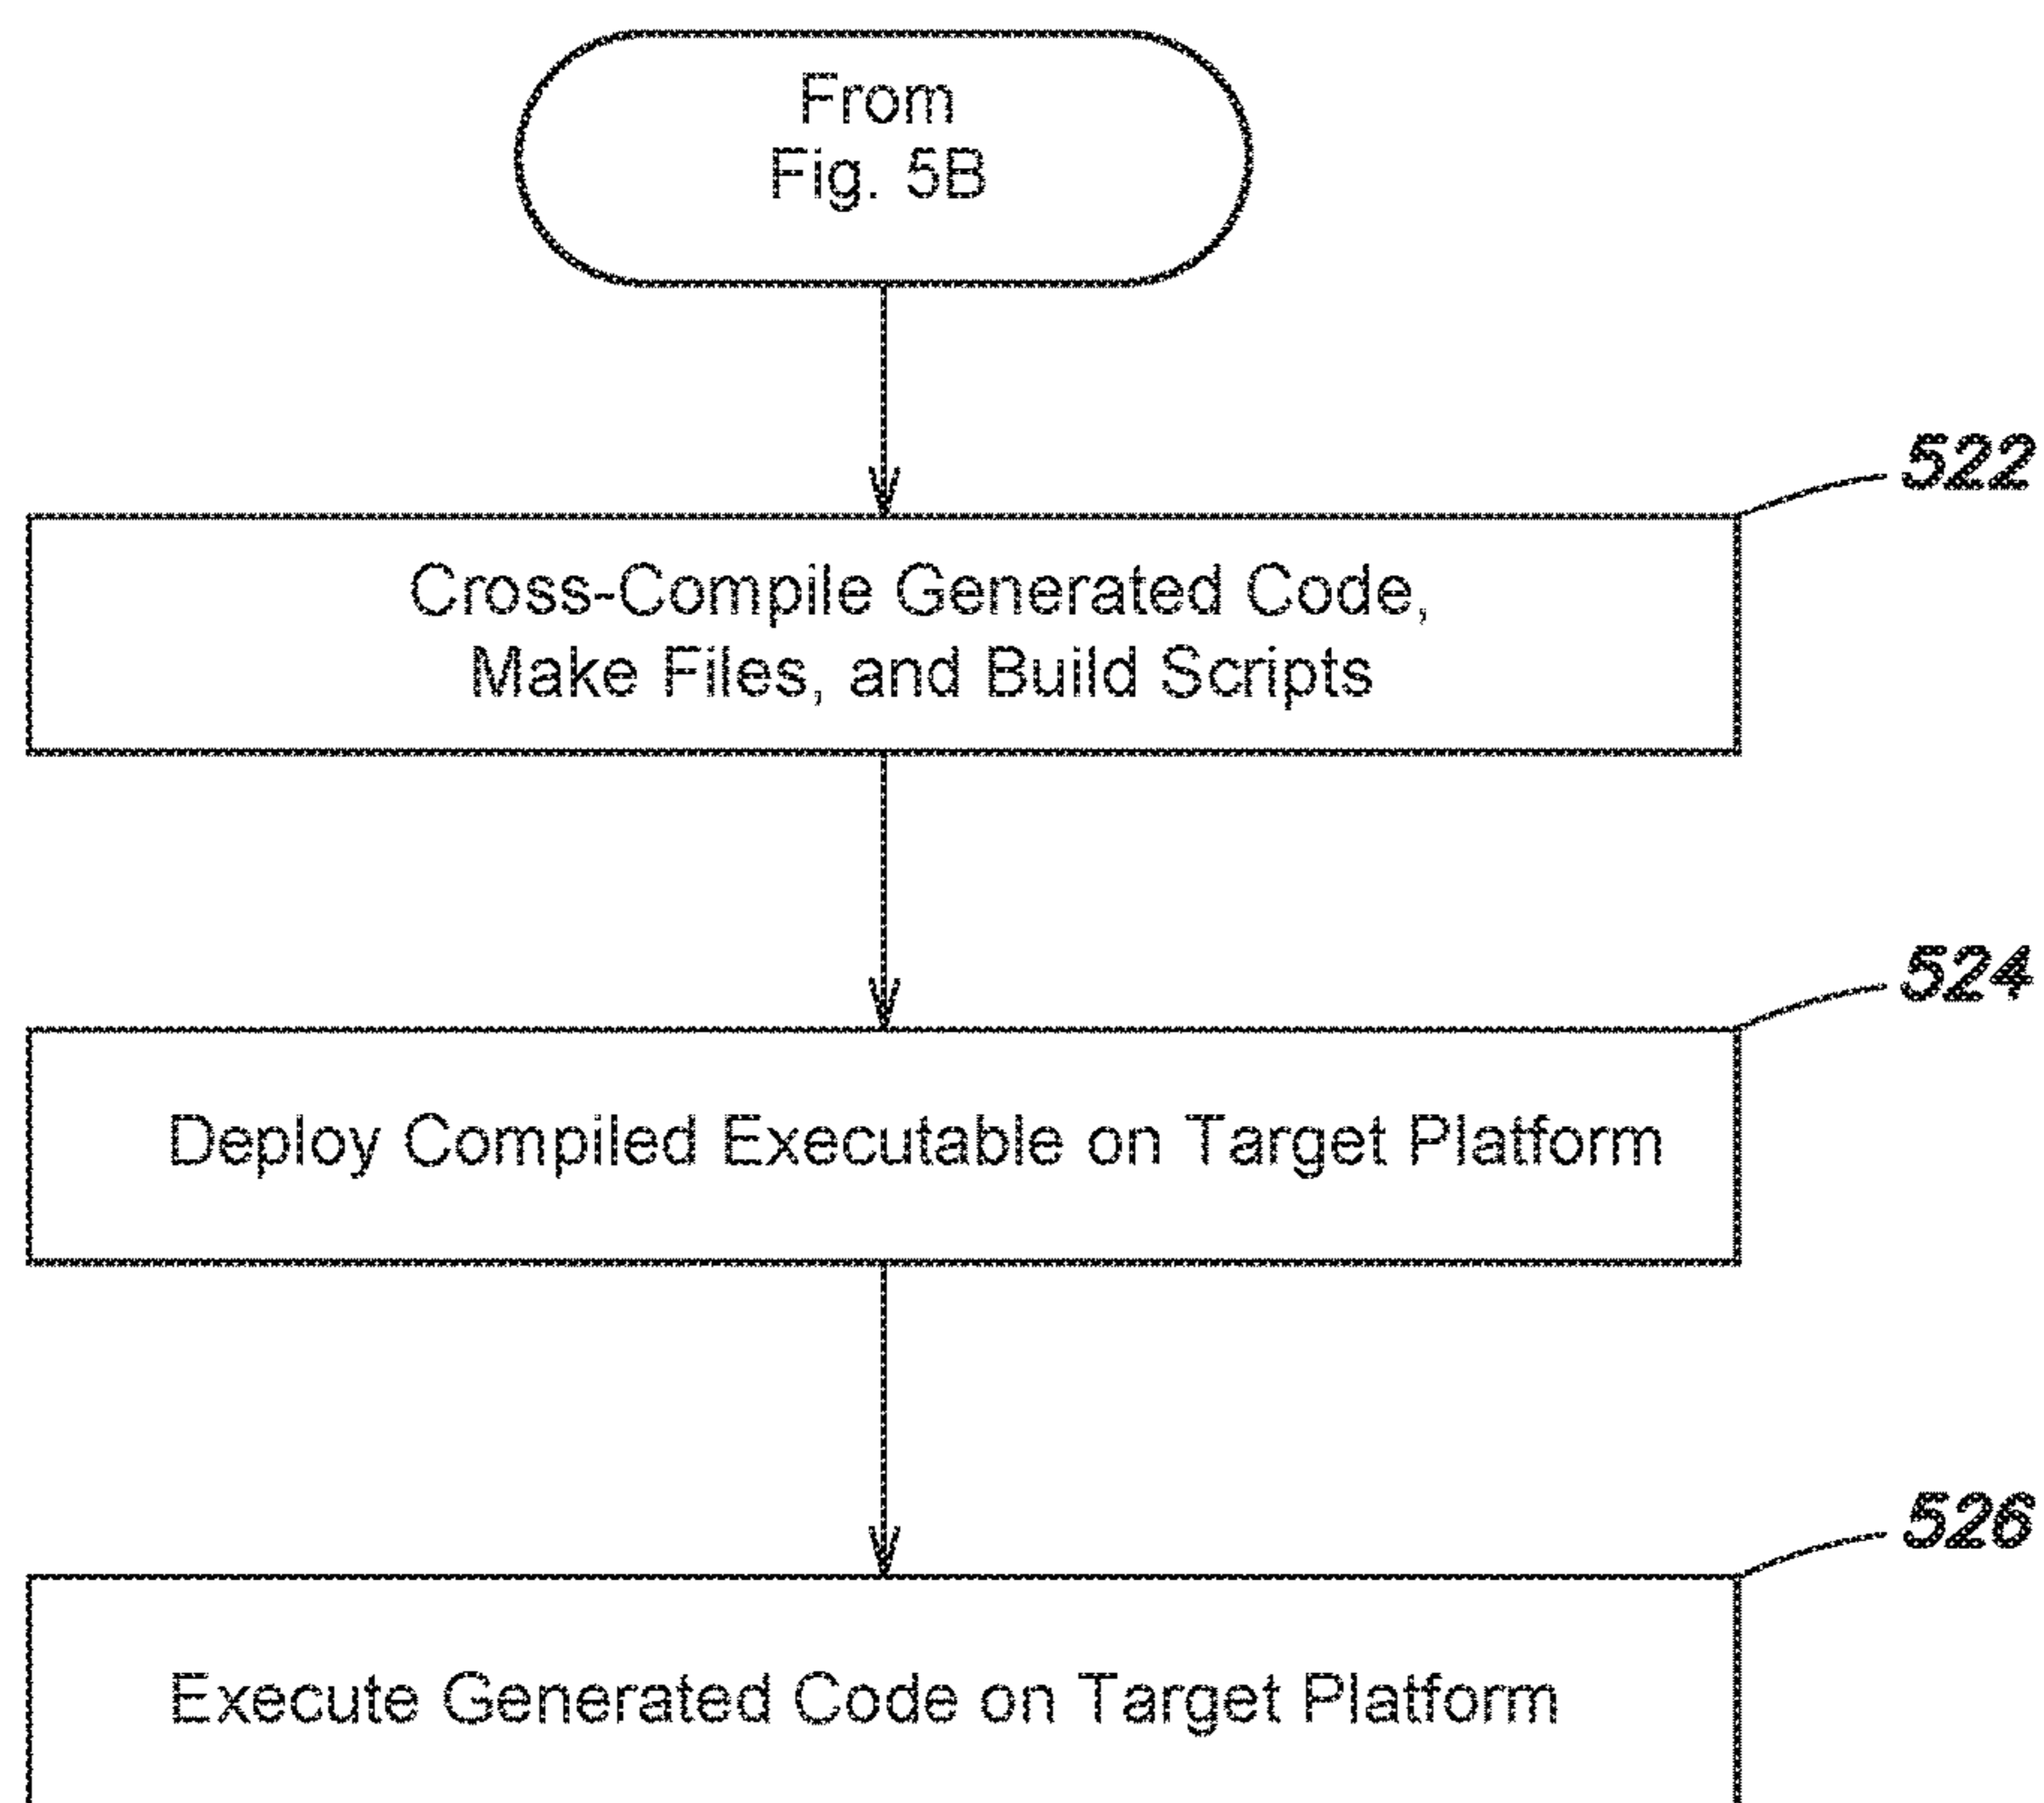 From
Fig. 5B
522
Cross-Compile Generated Code,
Make Files, and Build Scripts
524
Deploy Compiled Executable on Target Platform
526
Execute Generated Code on Target Platform